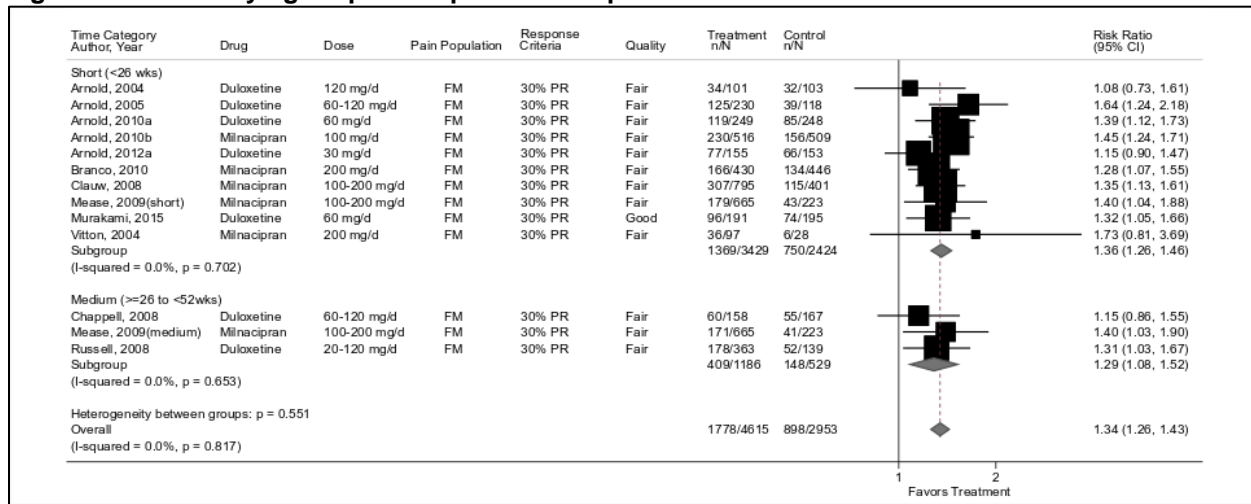 Time Category
Author, Year Drug Dose Pain Population Response Criteria Quality Treatment n/N Control n/N Risk Ratio (95% CI)
Short (<26 wks)
Arnold, 2004 Duloxetine 120 mg/d FM 30% PR Fair 34/101 32/103 1.08 (0.73, 1.61)
Arnold, 2005 Duloxetine 60-120 mg/d FM 30% PR Fair 125/230 39/118 1.64 (1.24, 2.18)
Arnold, 2010a Duloxetine 60 mg/d FM 30% PR Fair 119/249 85/248 1.39 (1.12, 1.73)
Arnold, 2010b Milnacipran 100 mg/d FM 30% PR Fair 230/516 156/509 1.45 (1.24, 1.71)
Arnold, 2012a Duloxetine 30 mg/d FM 30% PR Fair 77/155 66/153 1.15 (0.90, 1.47)
Branco, 2010 Milnacipran 200 mg/d FM 30% PR Fair 166/430 134/446 1.28 (1.07, 1.55)
Clauw, 2008 Milnacipran 100-200 mg/d FM 30% PR Fair 307/795 115/401 1.35 (1.13, 1.61)
Mease, 2009(short) Milnacipran 100-200 mg/d FM 30% PR Fair 179/665 43/223 1.40 (1.04, 1.88)
Murakami, 2015 Duloxetine 60 mg/d FM 30% PR Good 96/191 74/195 1.32 (1.05, 1.66)
Vitton, 2004 Milnacipran 200 mg/d FM 30% PR Fair 36/97 6/28 1.73 (0.81, 3.69)
Subgroup 1369/3429 750/2424 1.36 (1.26, 1.46)
(I-squared = 0.0%, p = 0.702)
Medium (>=26 to <52wks)
Chappell, 2008 Duloxetine 60-120 mg/d FM 30% PR Fair 60/158 55/167 1.15 (0.86, 1.55)
Mease, 2009(medium) Milnacipran 100-200 mg/d FM 30% PR Fair 171/665 41/223 1.40 (1.03, 1.90)
Russell, 2008 Duloxetine 20-120 mg/d FM 30% PR Fair 178/363 52/139 1.31 (1.03, 1.67)
Subgroup 409/1186 148/529 1.29 (1.08, 1.52)
(I-squared = 0.0%, p = 0.653)
Heterogeneity between groups: p = 0.551
Overall 1778/4615 898/2953 1.34 (1.26, 1.43)
(I-squared = 0.0%, p = 0.817)
1 2
Favors Treatment